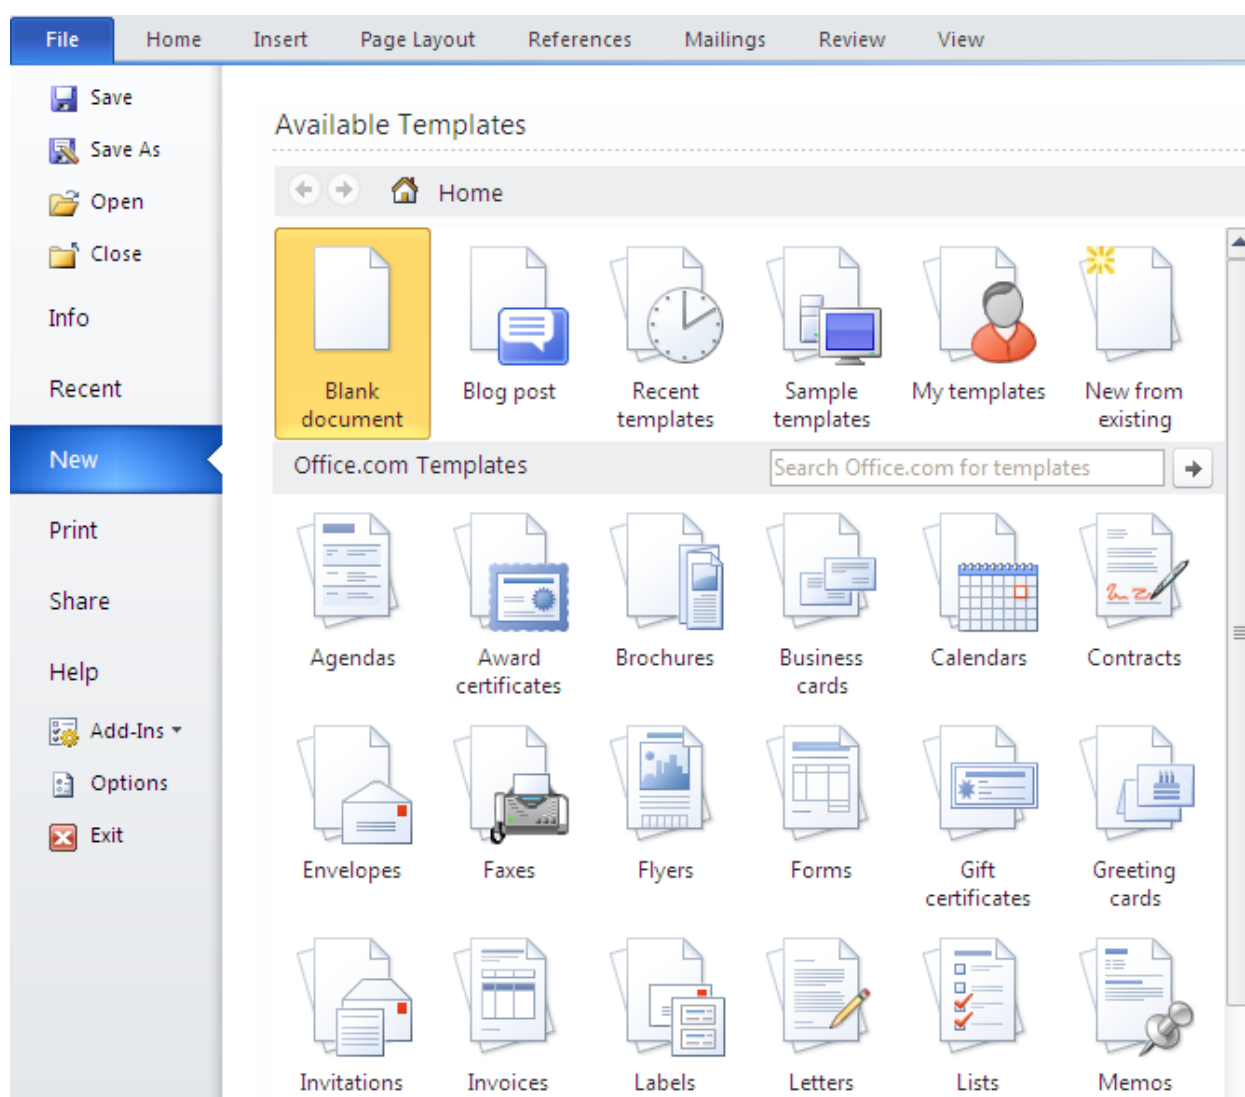 File Home Insert Page Layout References Mailings Review View
Save
Save As
Open
Close
Info
Recent
New
Print
Share
Help
Add-Ins
Options
Exit
Available Templates
Home
Blank document
Blog post
Recent templates
Sample templates
My templates
New from existing
Office.com Templates
Search Office.com for templates
Agendas
Award certificates
Brochures
Business cards
Calendars
Contracts
Envelopes
Faxes
Flyers
Forms
Gift certificates
Greeting cards
Invitations
Invoices
Labels
Letters
Lists
Memos